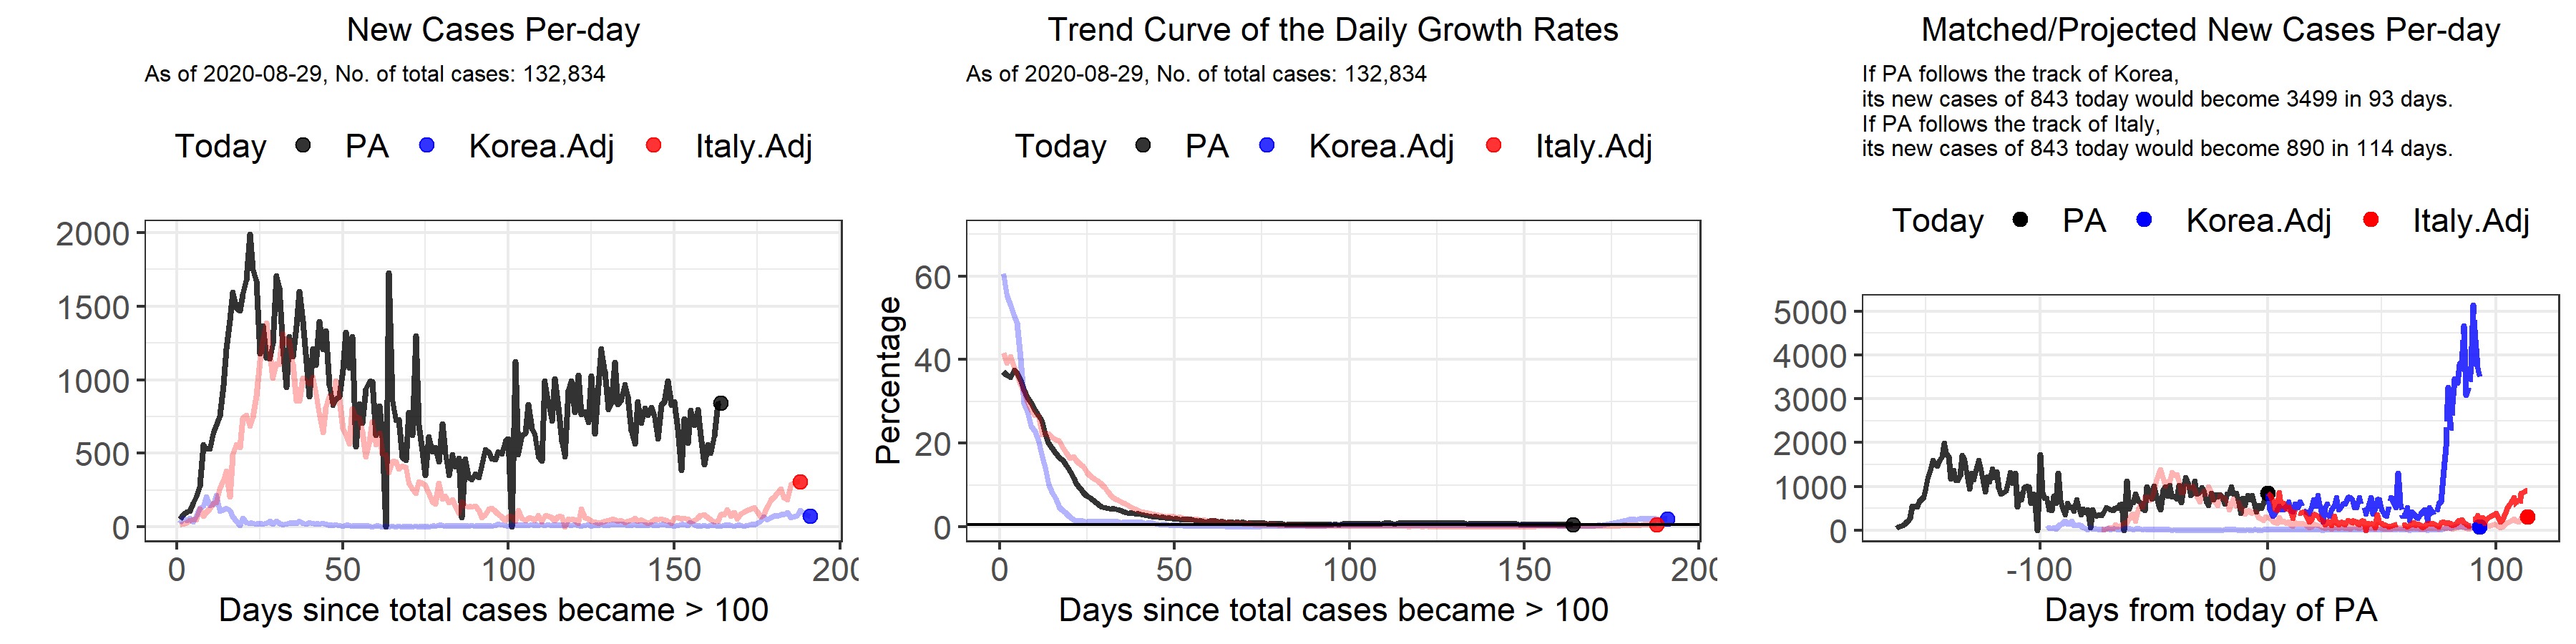 New Cases Per-day
As of 2020-08-29, No. of total cases: 132,834
Today PA Korea.Adj Italy.Adj
2000
1500
1000
500
0
0 50 100 150 200
Days since total cases became > 100
Trend Curve of the Daily Growth Rates
As of 2020-08-29, No. of total cases: 132,834
Today PA Korea.Adj Italy.Adj
Percentage
60
40
20
0
0 50 100 150 200
Days since total cases became > 100
Matched/Projected New Cases Per-day
If PA follows the track of Korea,
its new cases of 843 today would become 3499 in 93 days.
If PA follows the track of Italy,
its new cases of 843 today would become 890 in 114 days.
Today PA Korea.Adj Italy.Adj
5000
4000
3000
2000
1000
0
-100 0 100
Days from today of PA